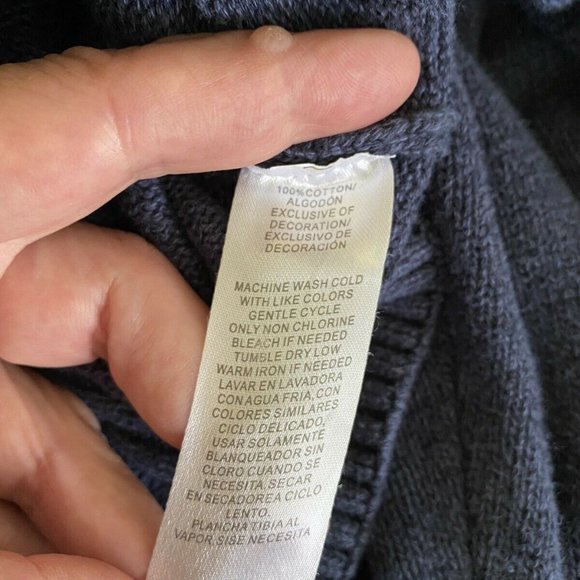 100%COTTON/
ALGODÓN
EXCLUSIVE OF
DECORATION/
EXCLUSIVO DE
DECORACIÓN
MACHINE WASH COLD
WITH LIKE COLORS
GENTLE CYCLE
ONLY NON CHLORINE
BLEACH IF NEEDED
TUMBLE DRY LOW
WARM IRON IF NEEDED
LAVAR EN LAVADORA
CON AGUA FRIA,CON
COLORES SIMILARES
CICLO DELICADO.
USAR SOLAMENTE
BLANQUEADOR SIN
CLORO CUANDO SE
NECESITA.SECAR
EN SECADOREA CICLO
LENTO.
PLANCHA TIBIA AL
VAPOR SISE NECESITA